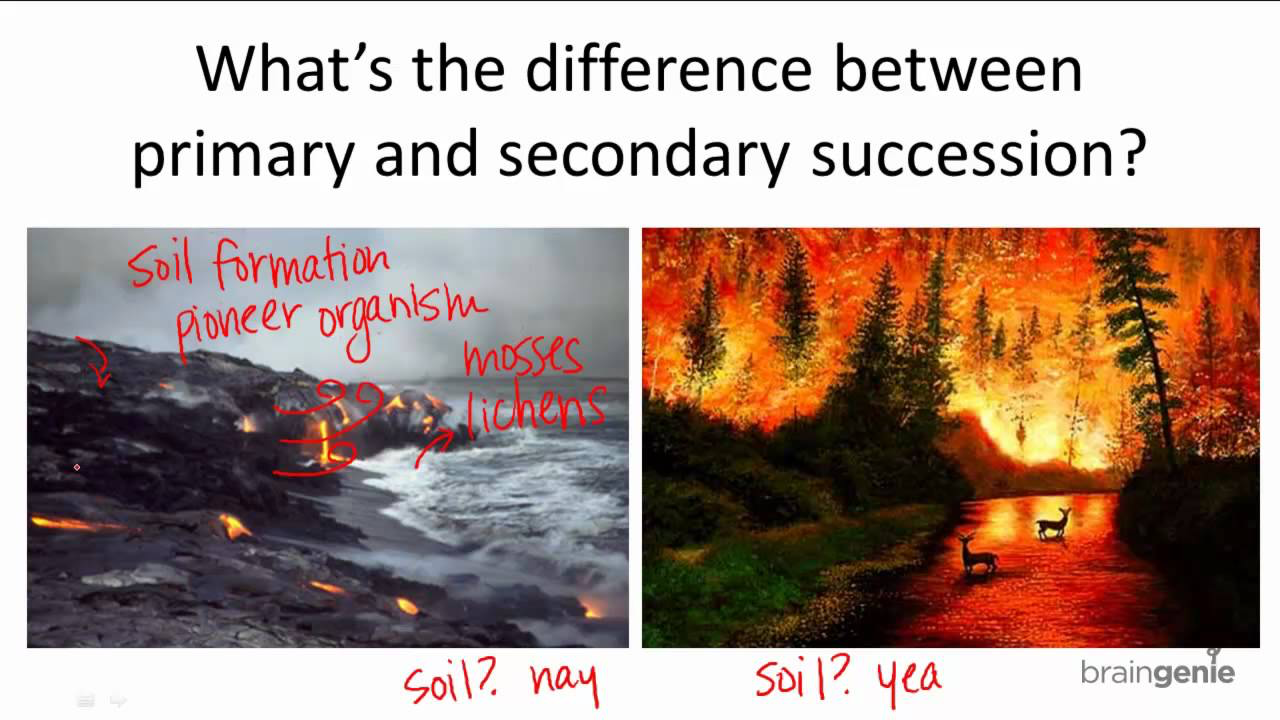 What's the difference between
primary and secondary succession?
soil formation
pioneer organism
mosses
lichens
soil? nay
soil? yea
braingenie